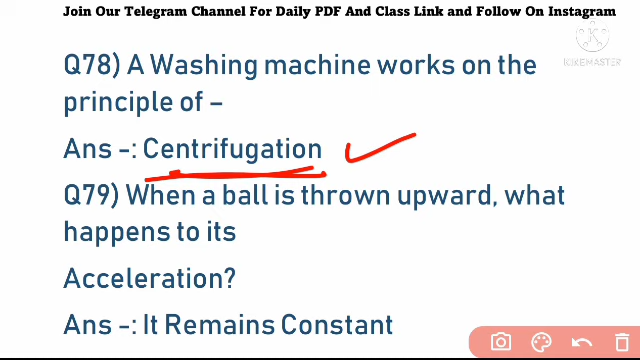 Join Our Telegram Channel For Daily PDF And Class Link and Follow On Instagram
Q78) A Washing machine works on the
principle of –
Ans -: Centrifugation
Q79) When a ball is thrown upward, what
happens to its
Acceleration?
Ans -: It Remains Constant
K
KINEMASTER